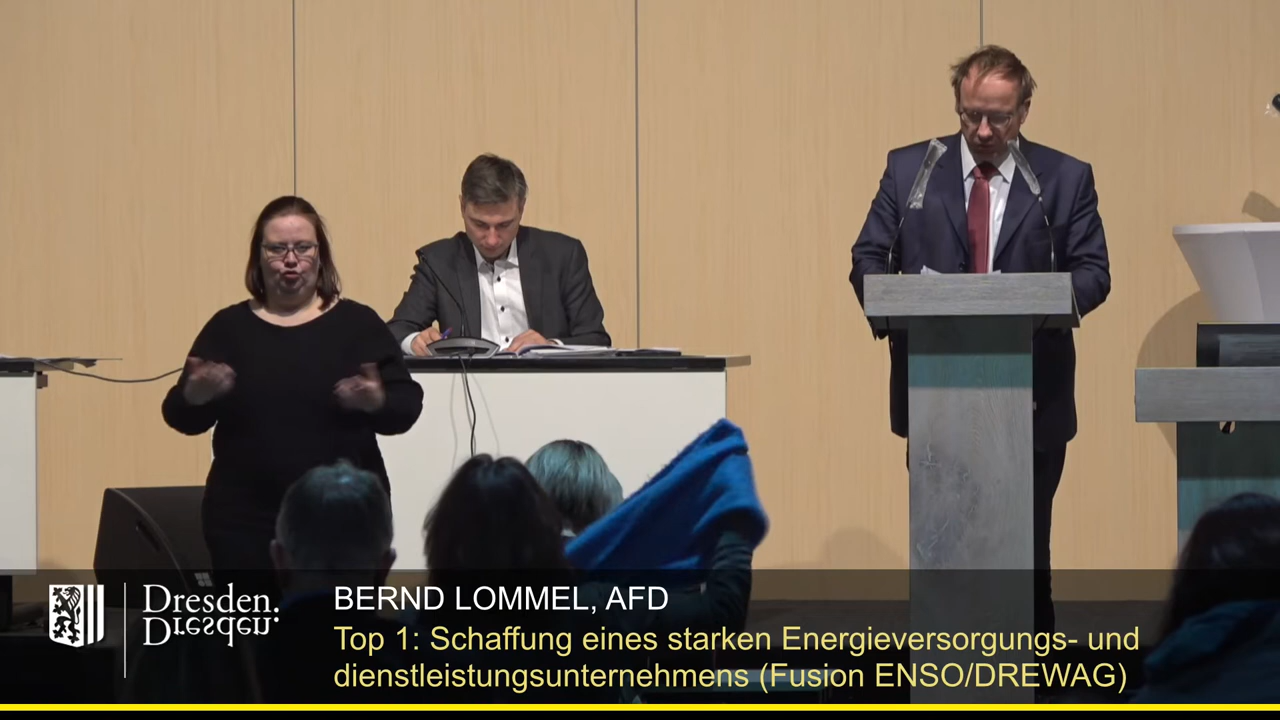 Dresden.
Dresden.
BERND LOMMEL, AFD
Top 1: Schaffung eines starken Energieversorgungs- und
dienstleistungsunternehmens (Fusion ENSO/DREWAG)